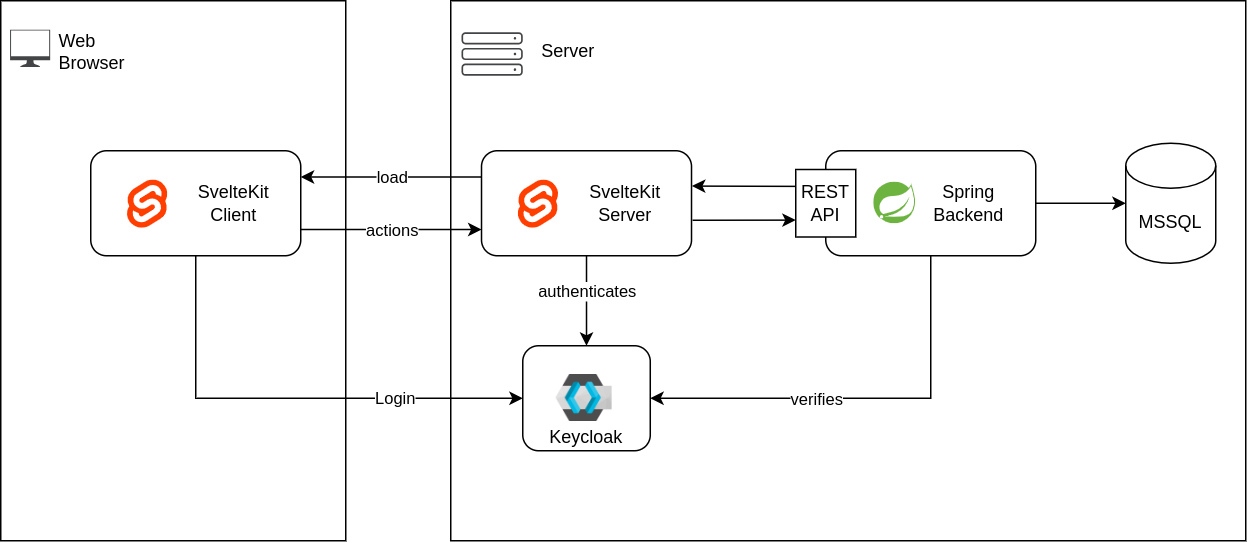 Web
Browser
Server
load
actions
SvelteKit
Client
SvelteKit
Server
REST
API
Spring
Backend
MSSQL
authenticates
Login
verifies
Keycloak